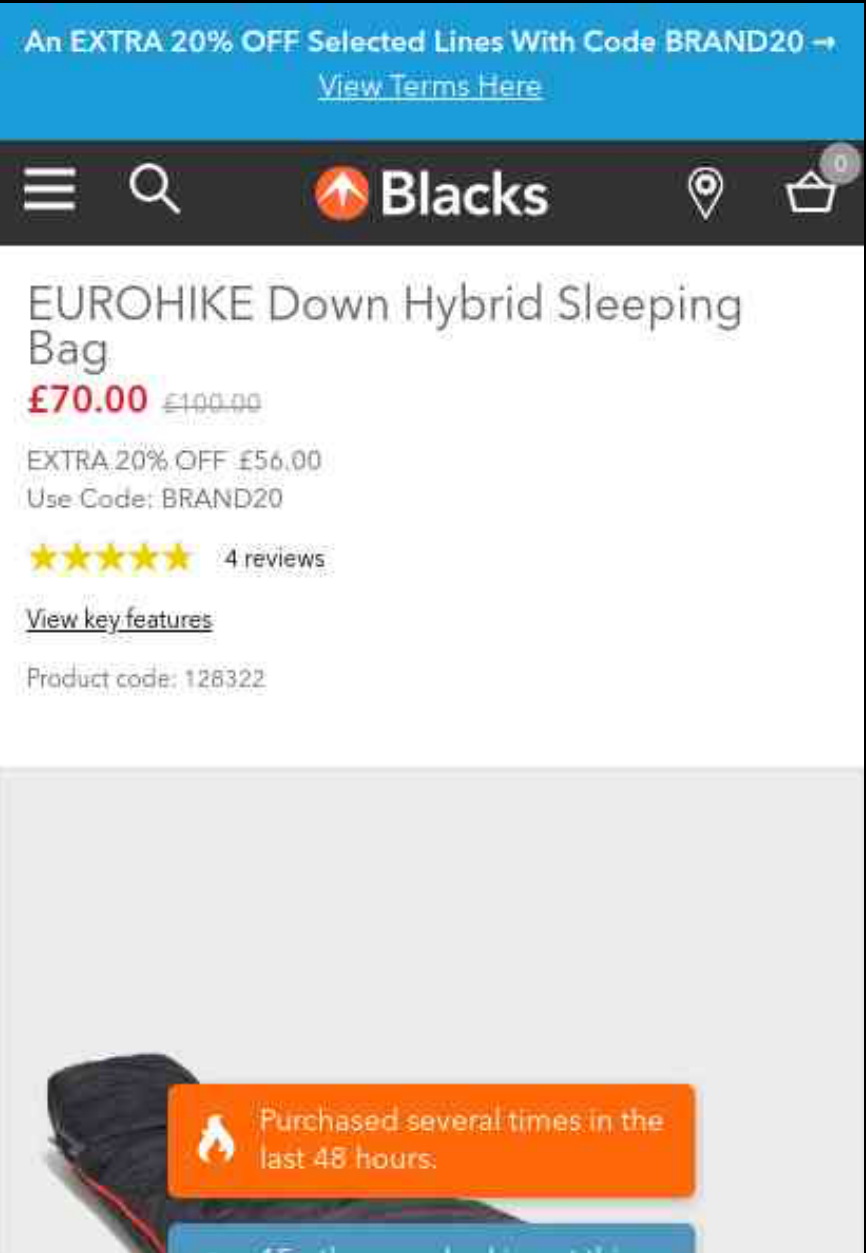 An EXTRA 20% OFF Selected Lines With Code BRAND20 →
View Terms Here
0
Blacks
EUROHIKE Down Hybrid Sleeping
Bag
£70.00 £100.00
EXTRA 20% OFF £56.00
Use Code: BRAND20
4 reviews
View key features
Product code: 128322
Purchased several times in the
last 48 hours.